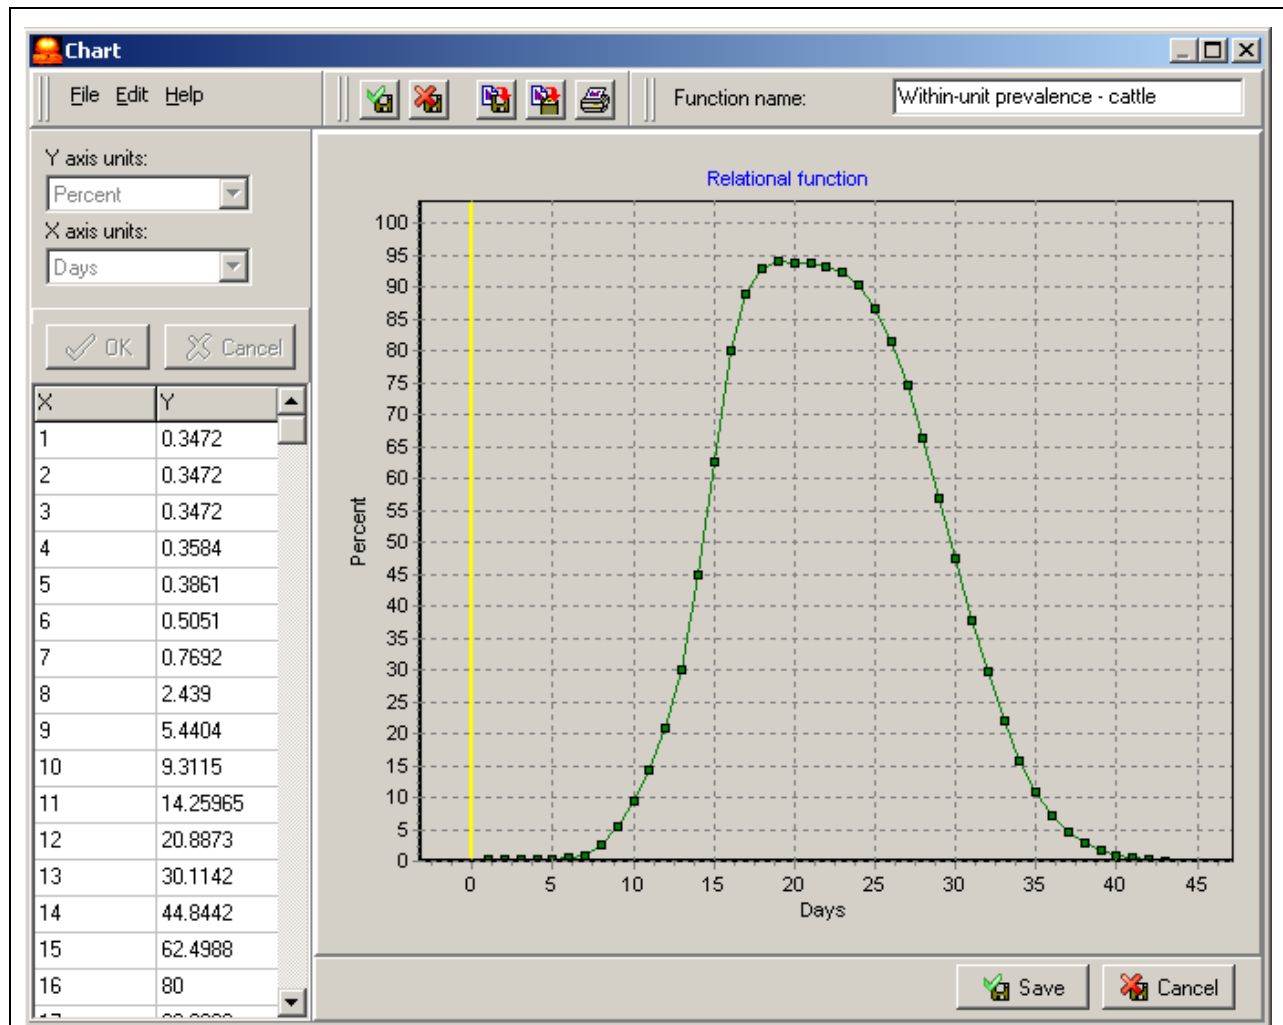 Chart
File Edit Help
Function name:
Within-unit prevalence - cattle
Y axis units:
Percent
X axis units:
Days
OK
Cancel
X Y
1 0.3472
2 0.3472
3 0.3472
4 0.3584
5 0.3861
6 0.5051
7 0.7692
8 2.439
9 5.4404
10 9.3115
11 14.25965
12 20.8873
13 30.1142
14 44.8442
15 62.4988
16 80
Relational function
100
95
90
85
80
75
70
65
60
55
50
45
40
35
30
25
20
15
10
5
0
Percent
0 5 10 15 20 25 30 35 40 45
Days
Save
Cancel